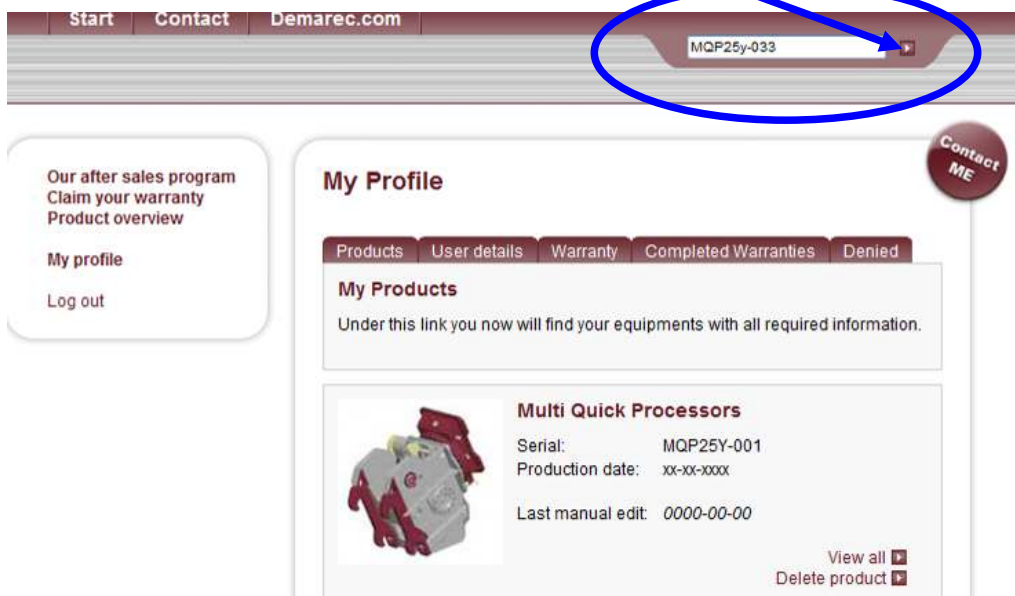 Start Contact Demarec.com
MQP25y-033
Contact
ME
Our after sales program
Claim your warranty
Product overview
My profile
Log out
My Profile
Products User details Warranty Completed Warranties Denied
My Products
Under this link you now will find your equipments with all required information.
Multi Quick Processors
Serial: MQP25Y-001
Production date: xx-xx-xxxx
Last manual edit: 0000-00-00
View all
Delete product